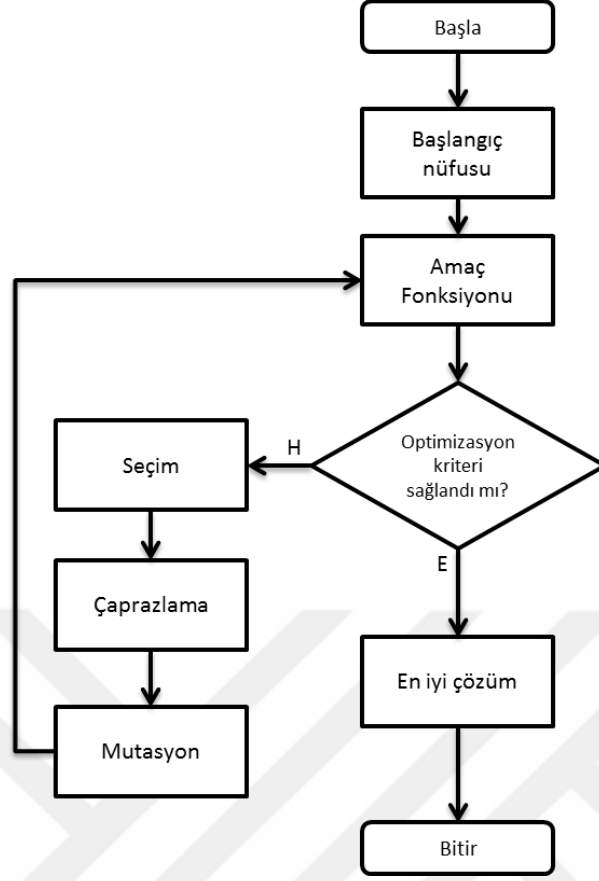 Başla
Başlangıç
nüfusu
Amaç
Fonksiyonu
Optimizasyon
kriteri
sağlandı mı?
H
Seçim
Çaprazlama
Mutasyon
E
En iyi çözüm
Bitir